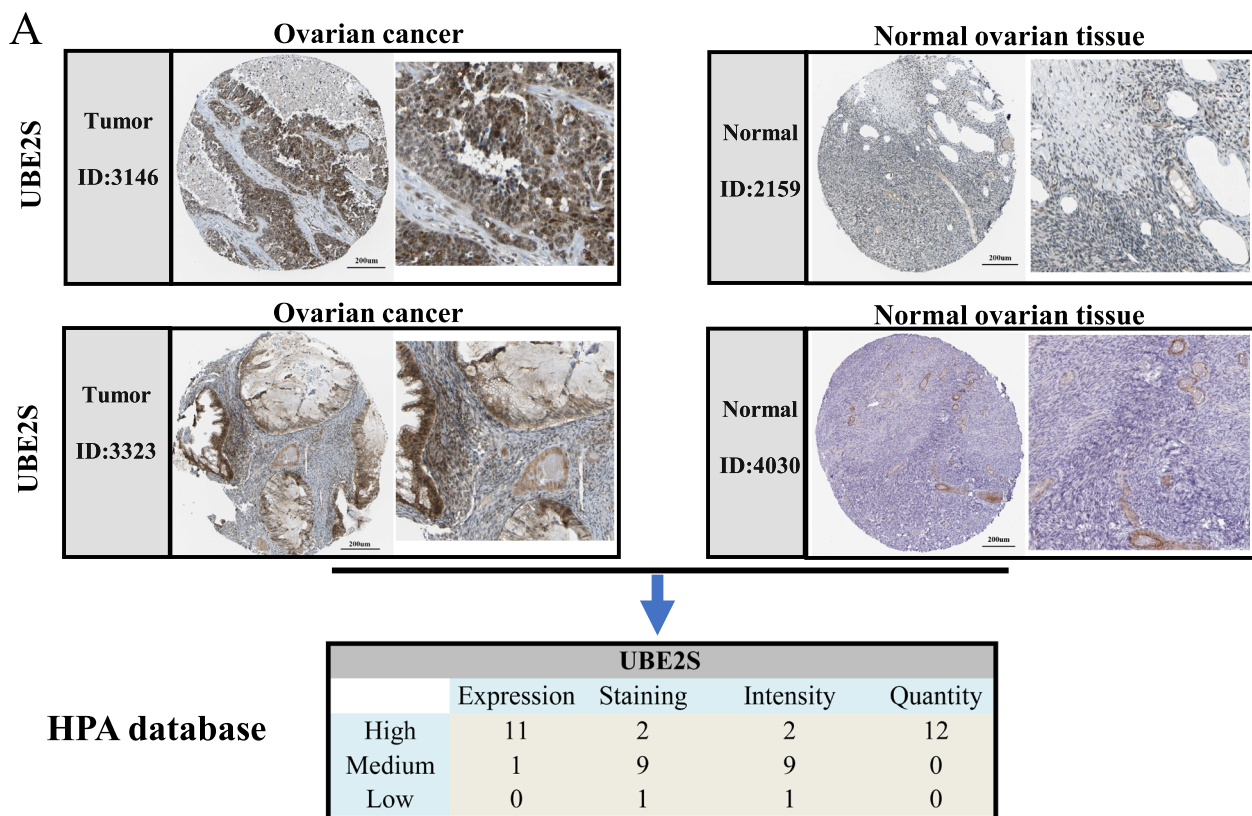 A
Ovarian cancer
Normal ovarian tissue
UBE2S
Tumor
ID:3146
200um
Normal
ID:2159
200um
Ovarian cancer
Normal ovarian tissue
UBE2S
Tumor
ID:3323
200um
Normal
ID:4030
200um
HPA database
UBE2S
Expression Staining Intensity Quantity
High 11 2 2 12
Medium 1 9 9 0
Low 0 1 1 0